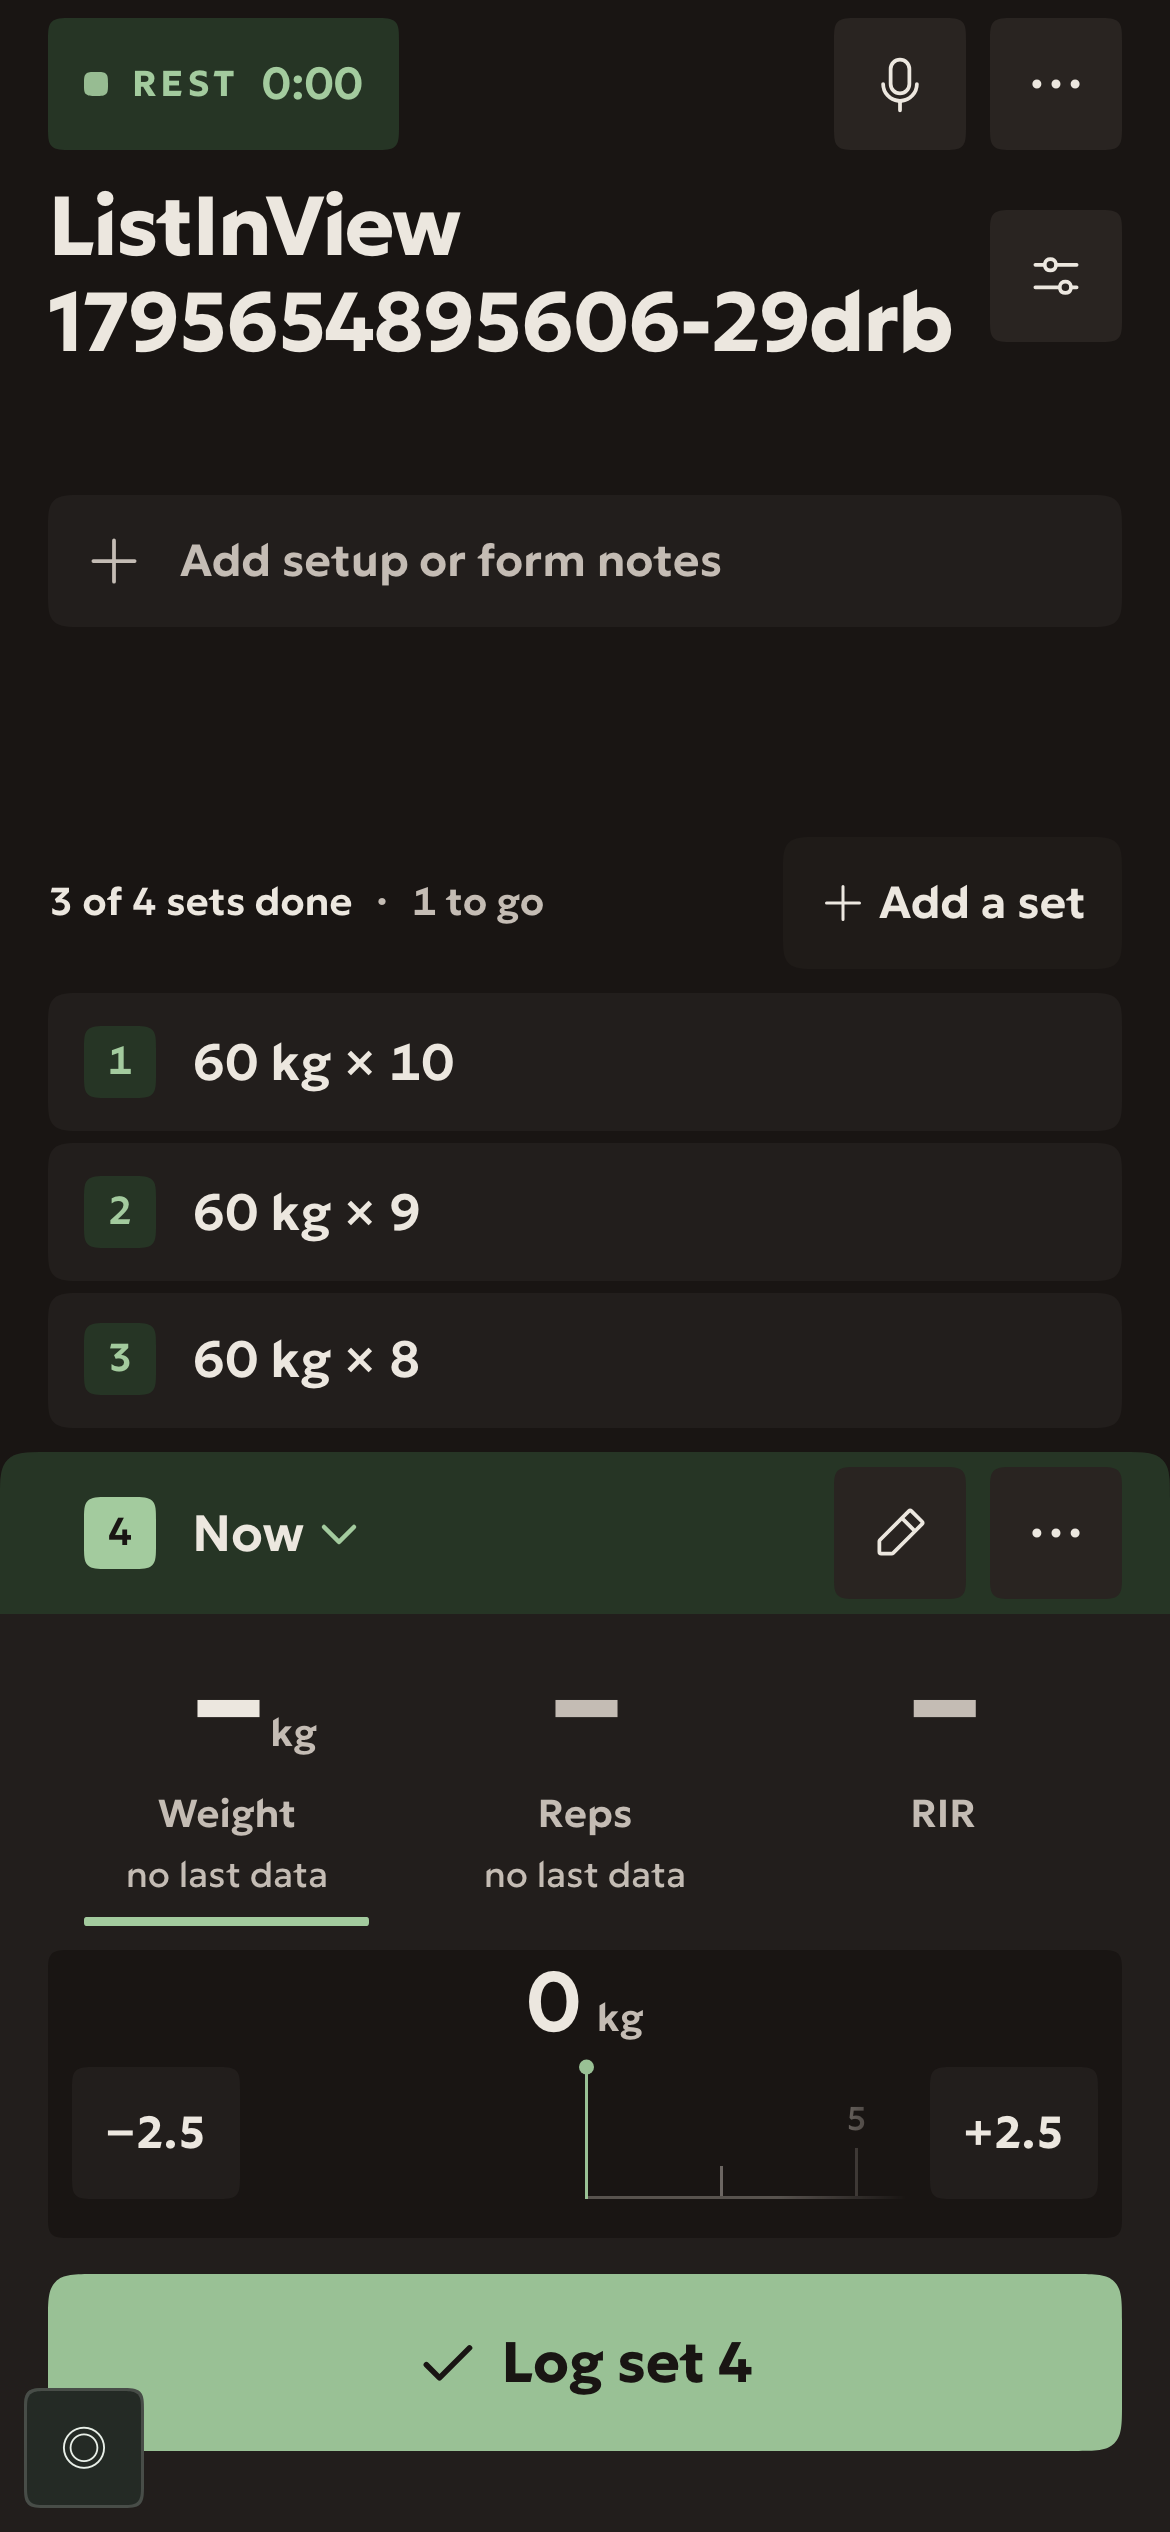 REST 0:00
ListInView
1795654895606-29drb
Add setup or form notes
3 of 4 sets done · 1 to go
+ Add a set
1 60 kg × 10
2 60 kg × 9
3 60 kg × 8
4 Now
– kg – –
Weight Reps RIR
no last data no last data
0 kg
−2.5 5 +2.5
Log set 4